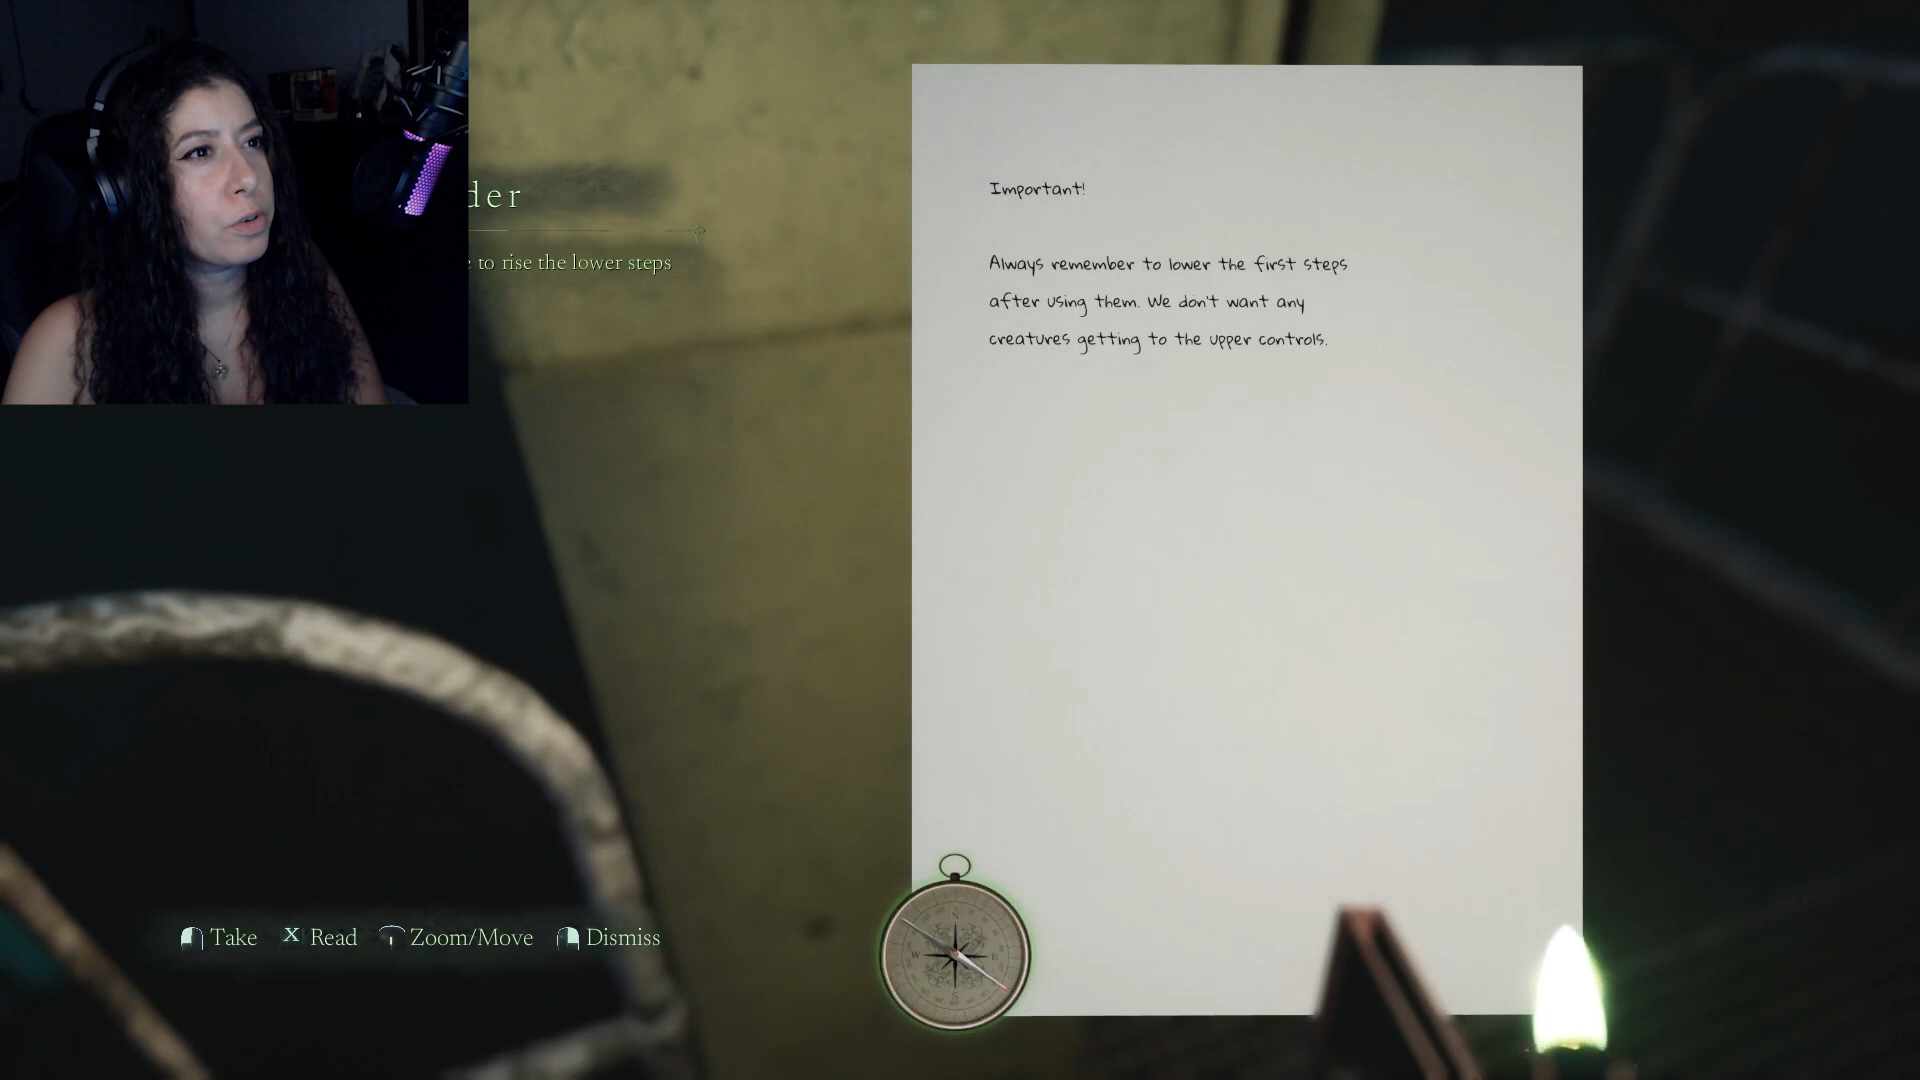 der
to rise the lower steps
Important!
Always remember to lower the first steps
after using them. We don't want any
creatures getting to the upper controls.
N
W E
S
Take X Read Zoom/Move Dismiss